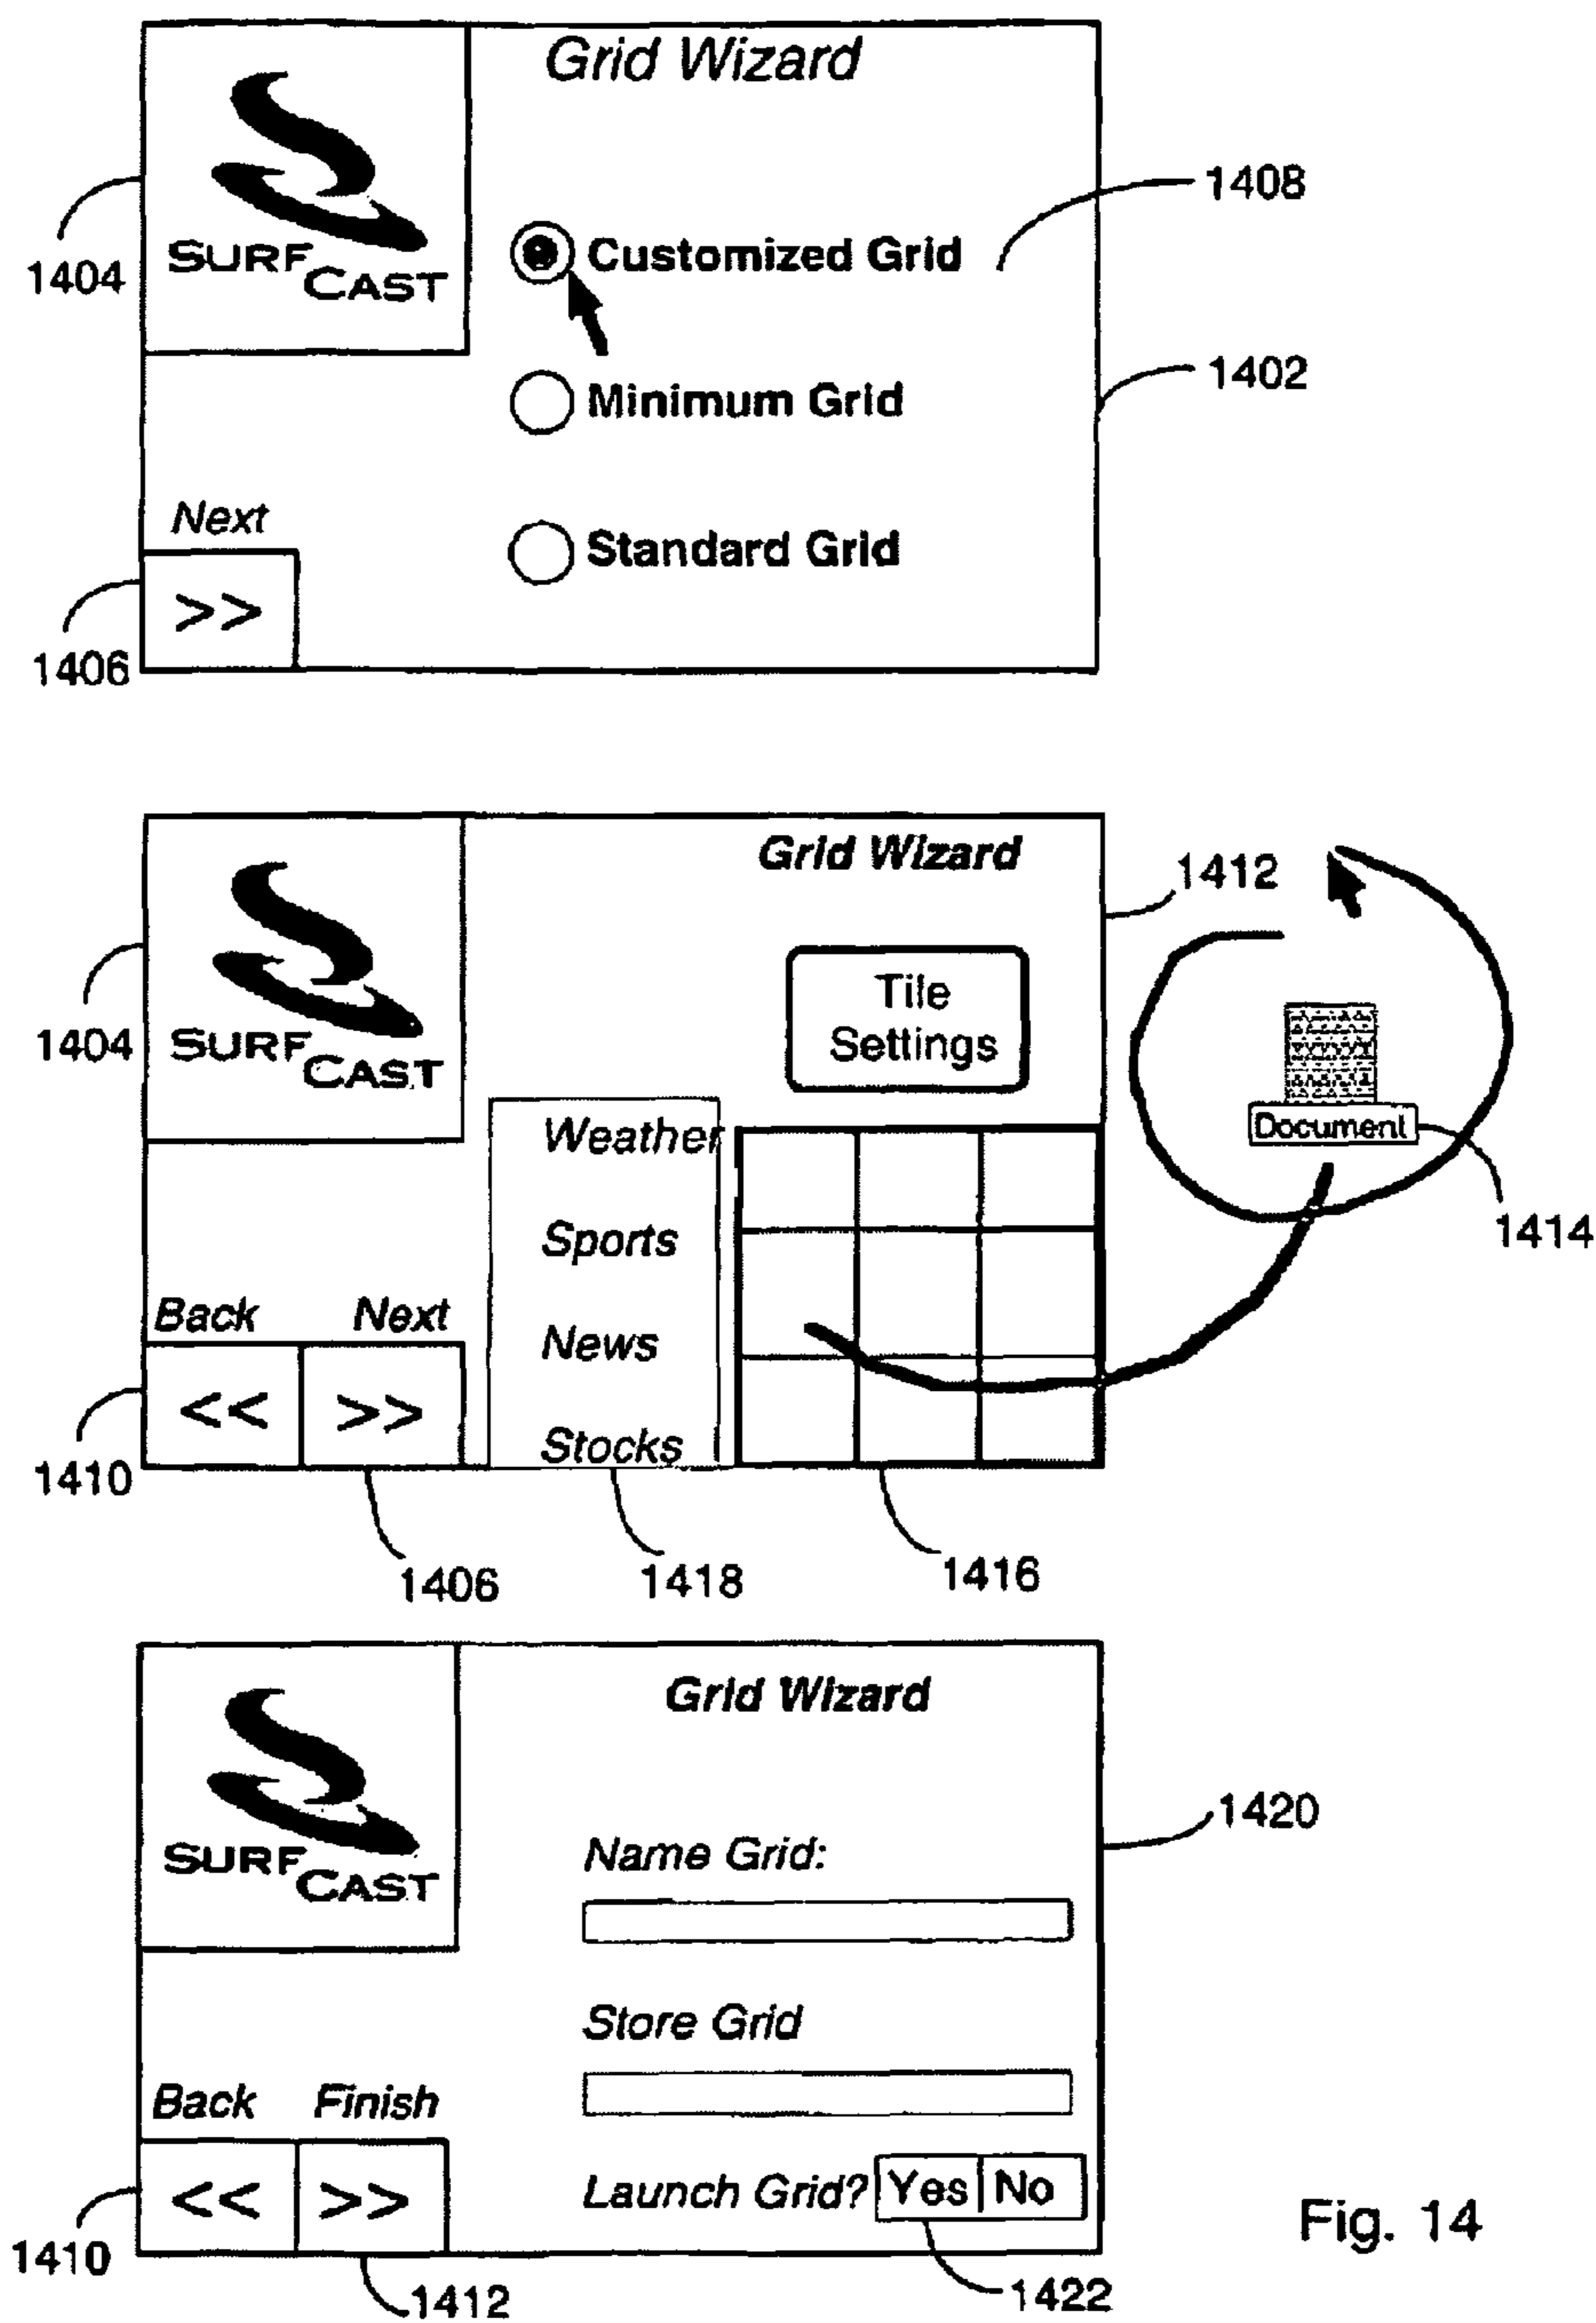 Grid Wizard
1408
Customized Grid
1404
SURF
CAST
1402
Minimum Grid
Next
Standard Grid
>>
1406
Grid Wizard
1412
Tile
Settings
1404
SURF
CAST
Document
Weather
1414
Sports
Back Next
News
<< >>
Stocks
1410
1406
1418
1416
Grid Wizard
1420
Name Grid:
SURF
CAST
Store Grid
Back Finish
<< >>
Launch Grid? Yes No
1410
1412
1422
Fig. 14